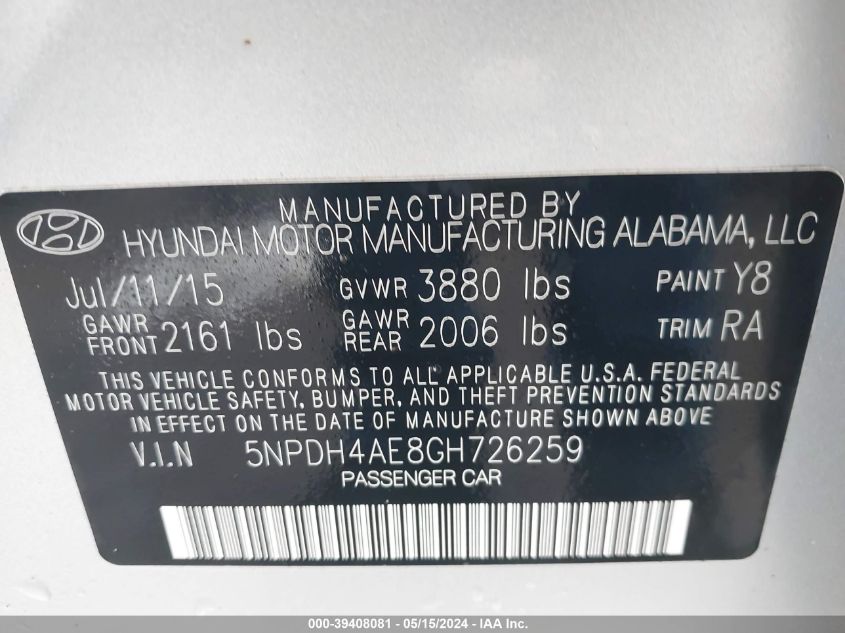 MANUFACTURED BY
HYUNDAI MOTOR MANUFACTURING ALABAMA, LLC
Jul/11/15 GVWR 3880 lbs PAINT Y8
GAWR FRONT 2161 lbs GAWR REAR 2006 lbs TRIM RA
THIS VEHICLE CONFORMS TO ALL APPLICABLE U.S.A. FEDERAL
MOTOR VEHICLE SAFETY, BUMPER, AND THEFT PREVENTION STANDARDS
IN EFFECT ON THE DATE OF MANUFACTURE SHOWN ABOVE
V.I.N 5NPDH4AE8GH726259
PASSENGER CAR
000-39408081 - 05/15/2024 - IAA Inc.